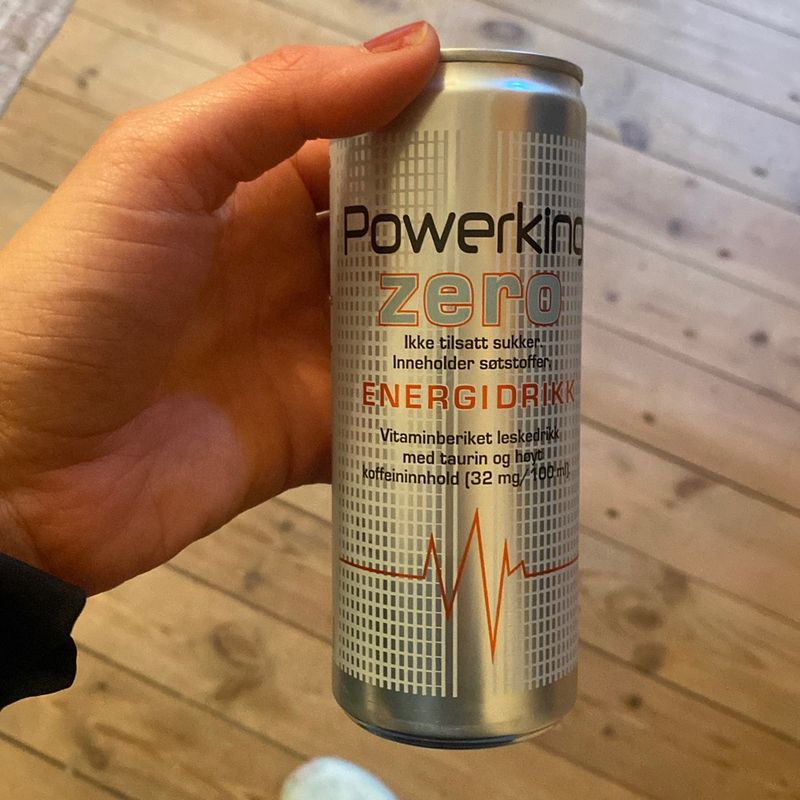 Powerking
zero
Ikke tilsatt sukker.
Inneholder søtstoffer.
ENERGIDRIKK
Vitaminberiket leskedrikk
med taurin og høyt
koffeininnhold (32 mg/100 ml)